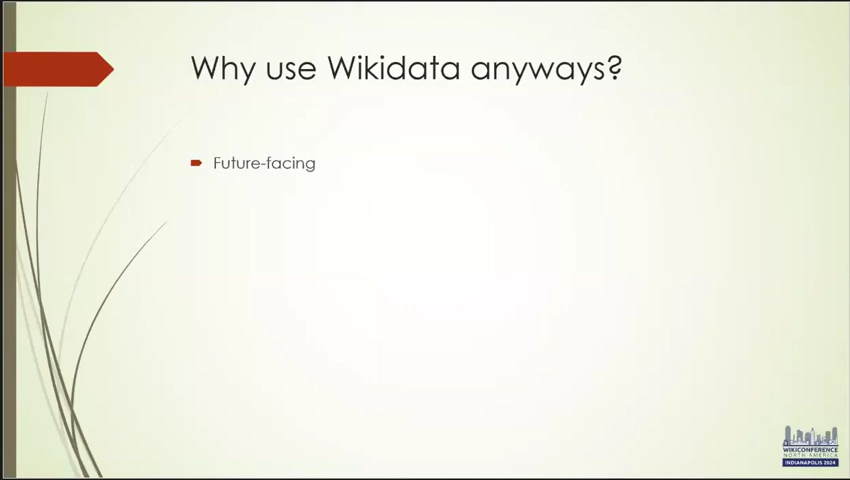 Why use Wikidata anyways?
Future-facing
WIKICONFERENCE
NORTH AMERICA
INDIANAPOLIS 2024